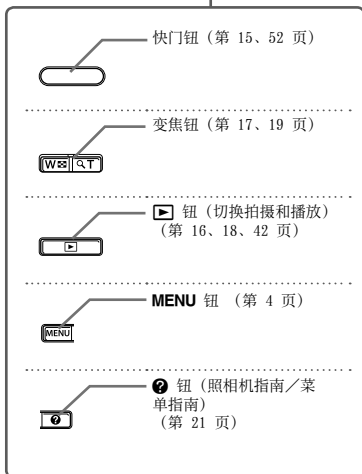 快门钮（第 15、52 页）
变焦钮（第 17、19 页）
W T
▶ 钮（切换拍摄和播放）
（第 16、18、42 页）
MENU 钮 （第 4 页）
MENU
? 钮（照相机指南／菜
单指南）
（第 21 页）
?